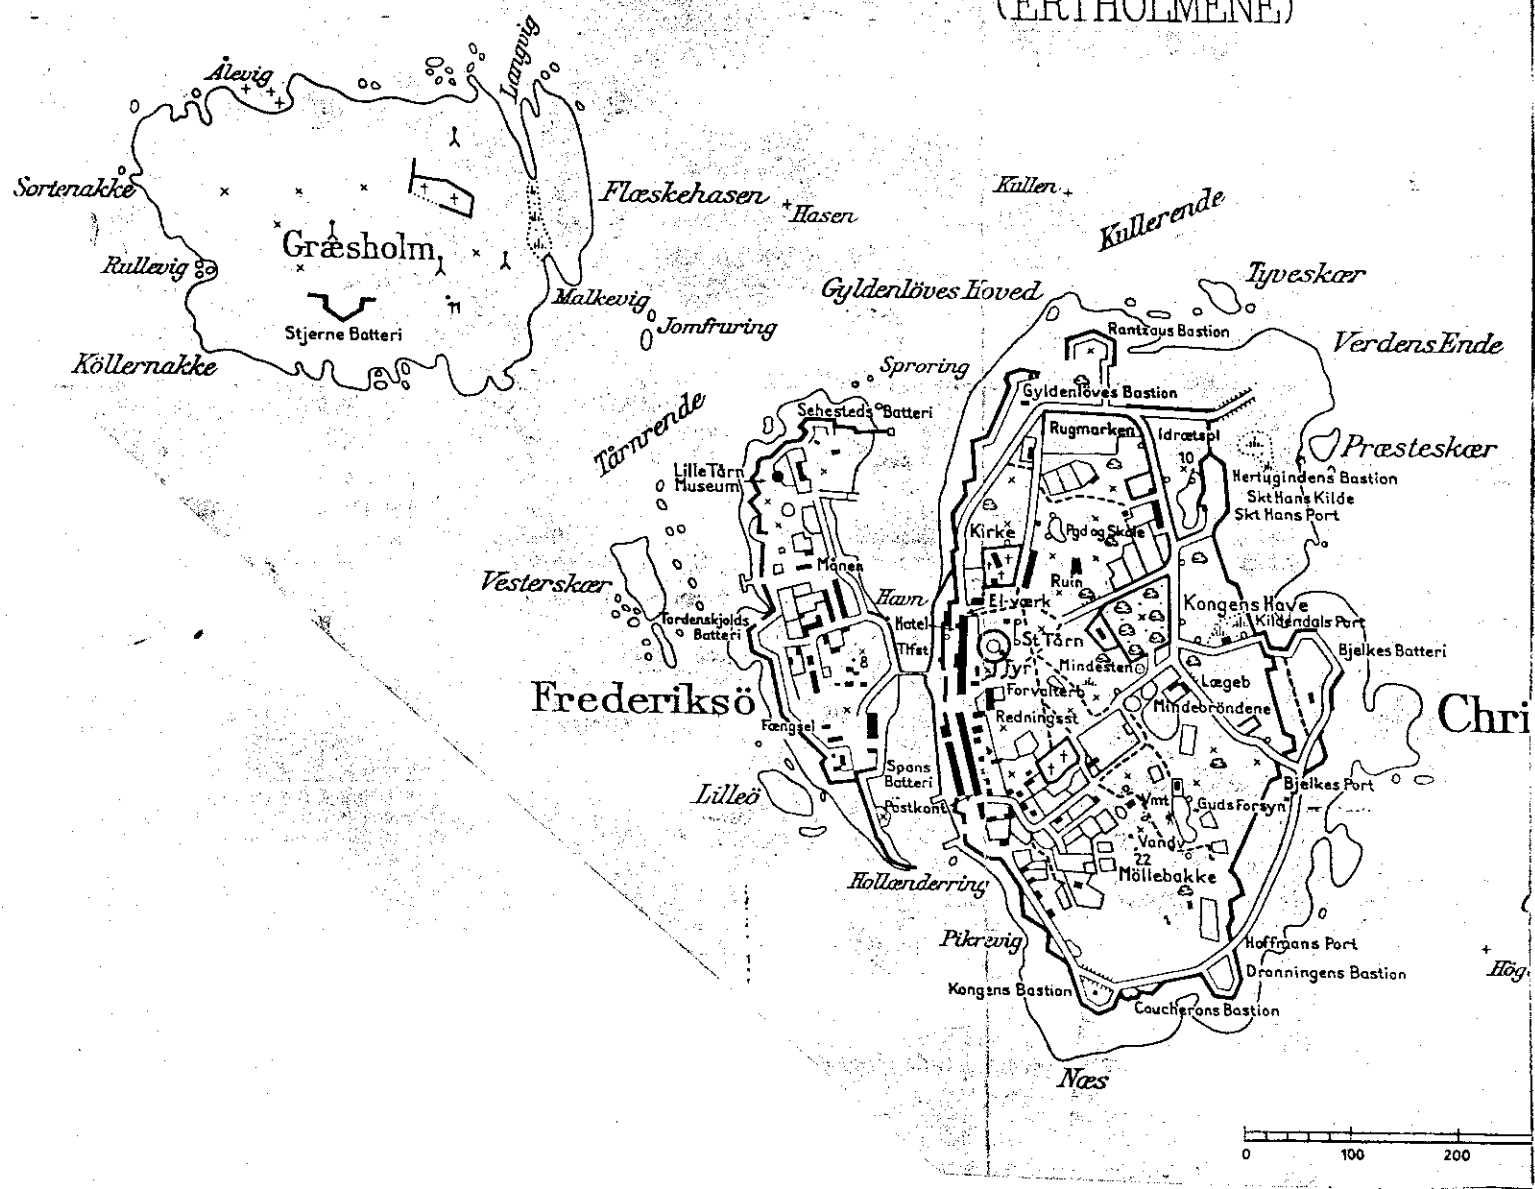 (ERTHOLMENE)
Langvig
Ålevig
Sortenakke
Flæskehasen
Hasen
Kullen
Kullerende
Græsholm
Rullevig
Malkevig
Jomfruring
Stjerne Batteri
Köllernakke
Gyldenlöves Hoved
Tyveskær
Rantzaus Bastion
Verdens Ende
Sproring
Gyldenlöves Bastion
Tårnrende
Sehesteds Batteri
Rugmarken
Idrætspl
10
Præsteskær
Lille Tårn
Museum
Hertugindens Bastion
Skt Hans Kilde
Skt Hans Port
Kirke
Pgd og Skole
Månen
Ruin
Vesterskær
Havn
El-værk
Kongens Have
Kildendals Port
Tordenskjolds
Batteri
Hotel
Tlfst
St Tårn
Fyr
Mindesten
Bjelkes Batteri
8
Lægeb
Forvalterb
Mindebröndene
Frederiksö
Redningsst
Chri
Fængsel
Spans
Batteri
Bjelkes Port
Lilleö
Postkont
Vmt
Guds Forsyn
Vandv
22
Möllebakke
Hollænderring
Pikrevig
Hoffmans Port
Dronningens Bastion
Hög
Kongens Bastion
Coucherons Bastion
Næs
0 100 200